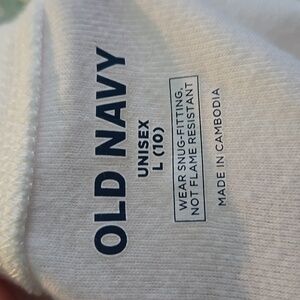 OLD NAVY
UNISEX
L (10)
WEAR SNUG-FITTING,
NOT FLAME RESISTANT
MADE IN CAMBODIA